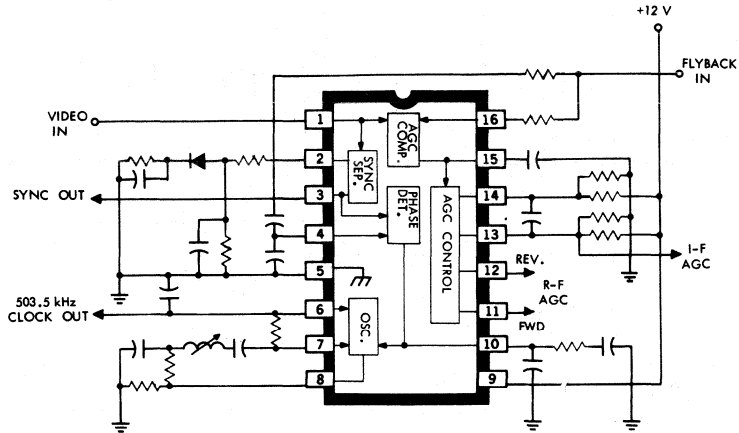 +12 V
FLYBACK
IN
VIDEO
IN
1
AGC
COMP.
16
2
SYNC
SEP.
15
SYNC OUT
3
PHASE
DET.
AGC CONTROL
14
4
13
I-F
AGC
5
12
REV.
R-F
AGC
503.5 kHz
CLOCK OUT
6
OSC.
11
FWD
7
10
8
9